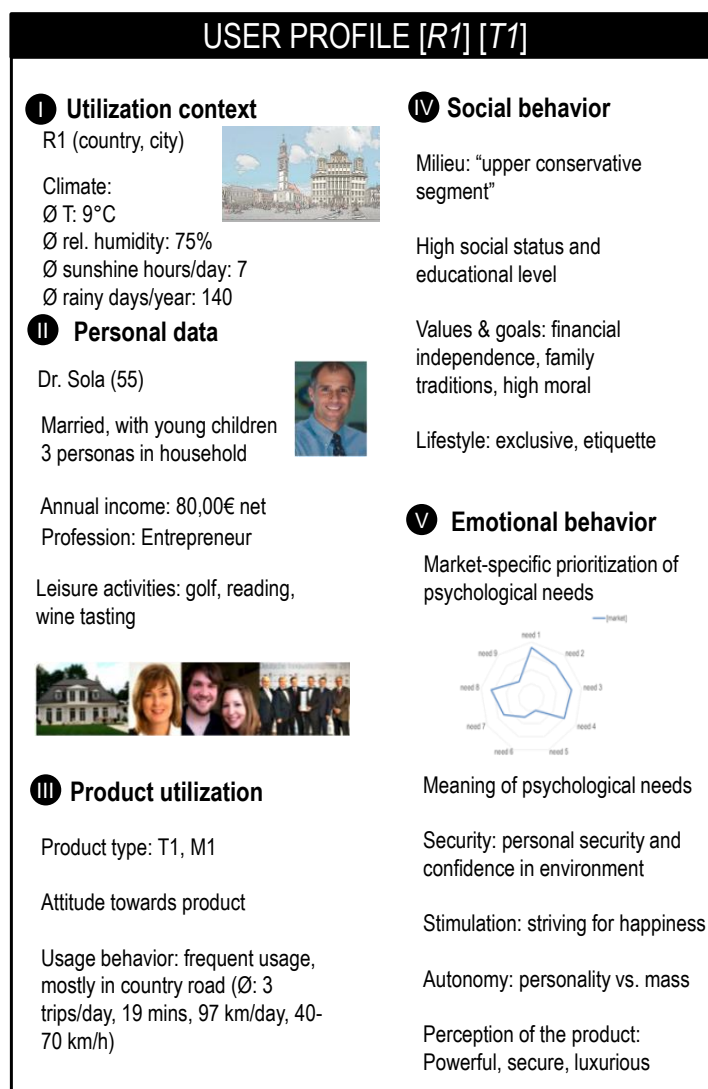 USER PROFILE [R1] [T1]
I Utilization context
R1 (country, city)
Climate:
Ø T: 9°C
Ø rel. humidity: 75%
Ø sunshine hours/day: 7
Ø rainy days/year: 140
II Personal data
Dr. Sola (55)
Married, with young children
3 personas in household
Annual income: 80,00€ net
Profession: Entrepreneur
Leisure activities: golf, reading,
wine tasting
III Product utilization
Product type: T1, M1
Attitude towards product
Usage behavior: frequent usage,
mostly in country road (Ø: 3
trips/day, 19 mins, 97 km/day, 40-
70 km/h)
IV Social behavior
Milieu: “upper conservative
segment”
High social status and
educational level
Values & goals: financial
independence, family
traditions, high moral
Lifestyle: exclusive, etiquette
V Emotional behavior
Market-specific prioritization of
psychological needs
[market]
need 1
need 2
need 3
need 4
need 5
need 6
need 7
need 8
need 9
Meaning of psychological needs
Security: personal security and
confidence in environment
Stimulation: striving for happiness
Autonomy: personality vs. mass
Perception of the product:
Powerful, secure, luxurious